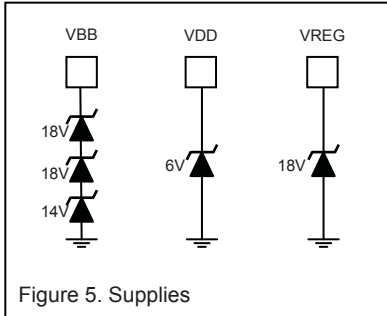 VBB VDD VREG
18V
18V 6V 18V
14V
Figure 5. Supplies